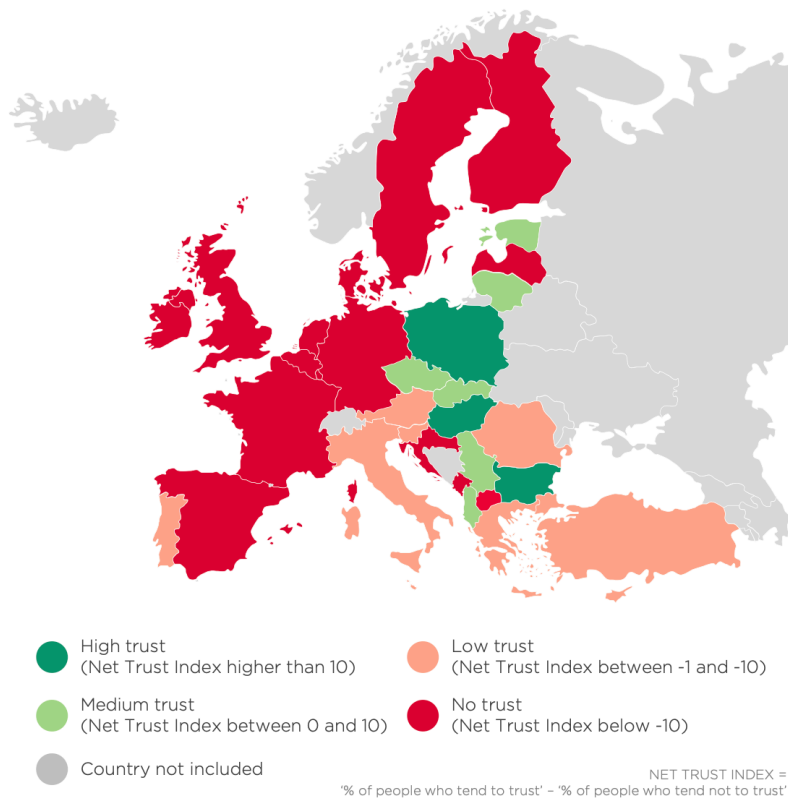 High trust
(Net Trust Index higher than 10)
Low trust
(Net Trust Index between -1 and -10)
Medium trust
(Net Trust Index between 0 and 10)
No trust
(Net Trust Index below -10)
Country not included
NET TRUST INDEX =
‘% of people who tend to trust’ – ‘% of people who tend not to trust’